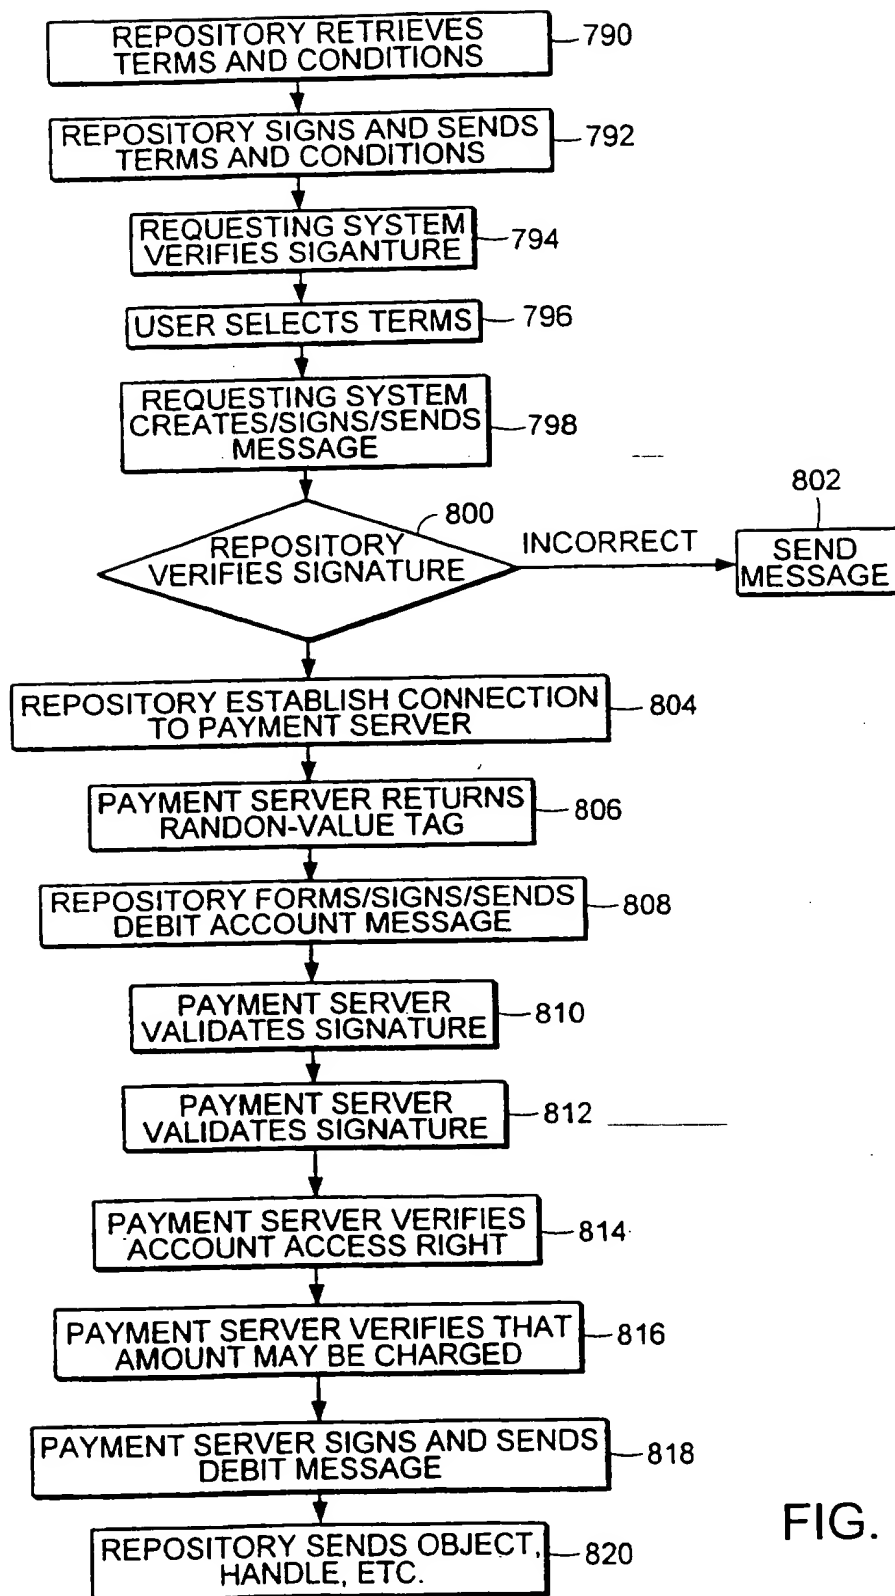 REPOSITORY RETRIEVES
TERMS AND CONDITIONS
790
REPOSITORY SIGNS AND SENDS
TERMS AND CONDITIONS
792
REQUESTING SYSTEM
VERIFIES SIGANTURE
794
USER SELECTS TERMS
796
REQUESTING SYSTEM
CREATES/SIGNS/SENDS
MESSAGE
798
800
REPOSITORY
VERIFIES SIGNATURE
INCORRECT
802
SEND
MESSAGE
REPOSITORY ESTABLISH CONNECTION
TO PAYMENT SERVER
804
PAYMENT SERVER RETURNS
RANDON-VALUE TAG
806
REPOSITORY FORMS/SIGNS/SENDS
DEBIT ACCOUNT MESSAGE
808
PAYMENT SERVER
VALIDATES SIGNATURE
810
PAYMENT SERVER
VALIDATES SIGNATURE
812
PAYMENT SERVER VERIFIES
ACCOUNT ACCESS RIGHT
814
PAYMENT SERVER VERIFIES THAT
AMOUNT MAY BE CHARGED
816
PAYMENT SERVER SIGNS AND SENDS
DEBIT MESSAGE
818
REPOSITORY SENDS OBJECT,
HANDLE, ETC.
820
FIG.